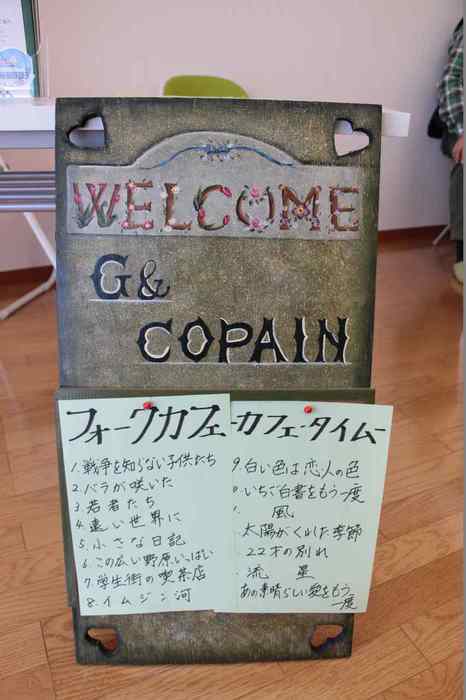 WELCOME
G&
COPAIN
フォークカフェ
1. 戦争を知らない子供たち
2. バラが咲いた
3. 若者たち
4. 遠い世界に
5. 小さな日記
6. この広い野原いっぱい
7. 学生街の喫茶店
8. イムジン河
-カフェ・タイム-
9. 白い色は恋人の色
いちご白書をもう一度
風
太陽がくれた季節
22才の別れ
流星
あの素晴らしい愛をもう
一度